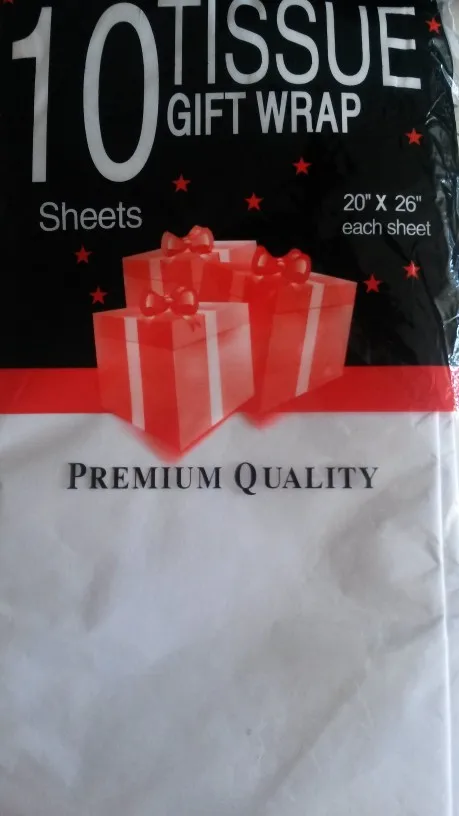 10 TISSUE
GIFT WRAP
Sheets
20" X 26"
each sheet
PREMIUM QUALITY